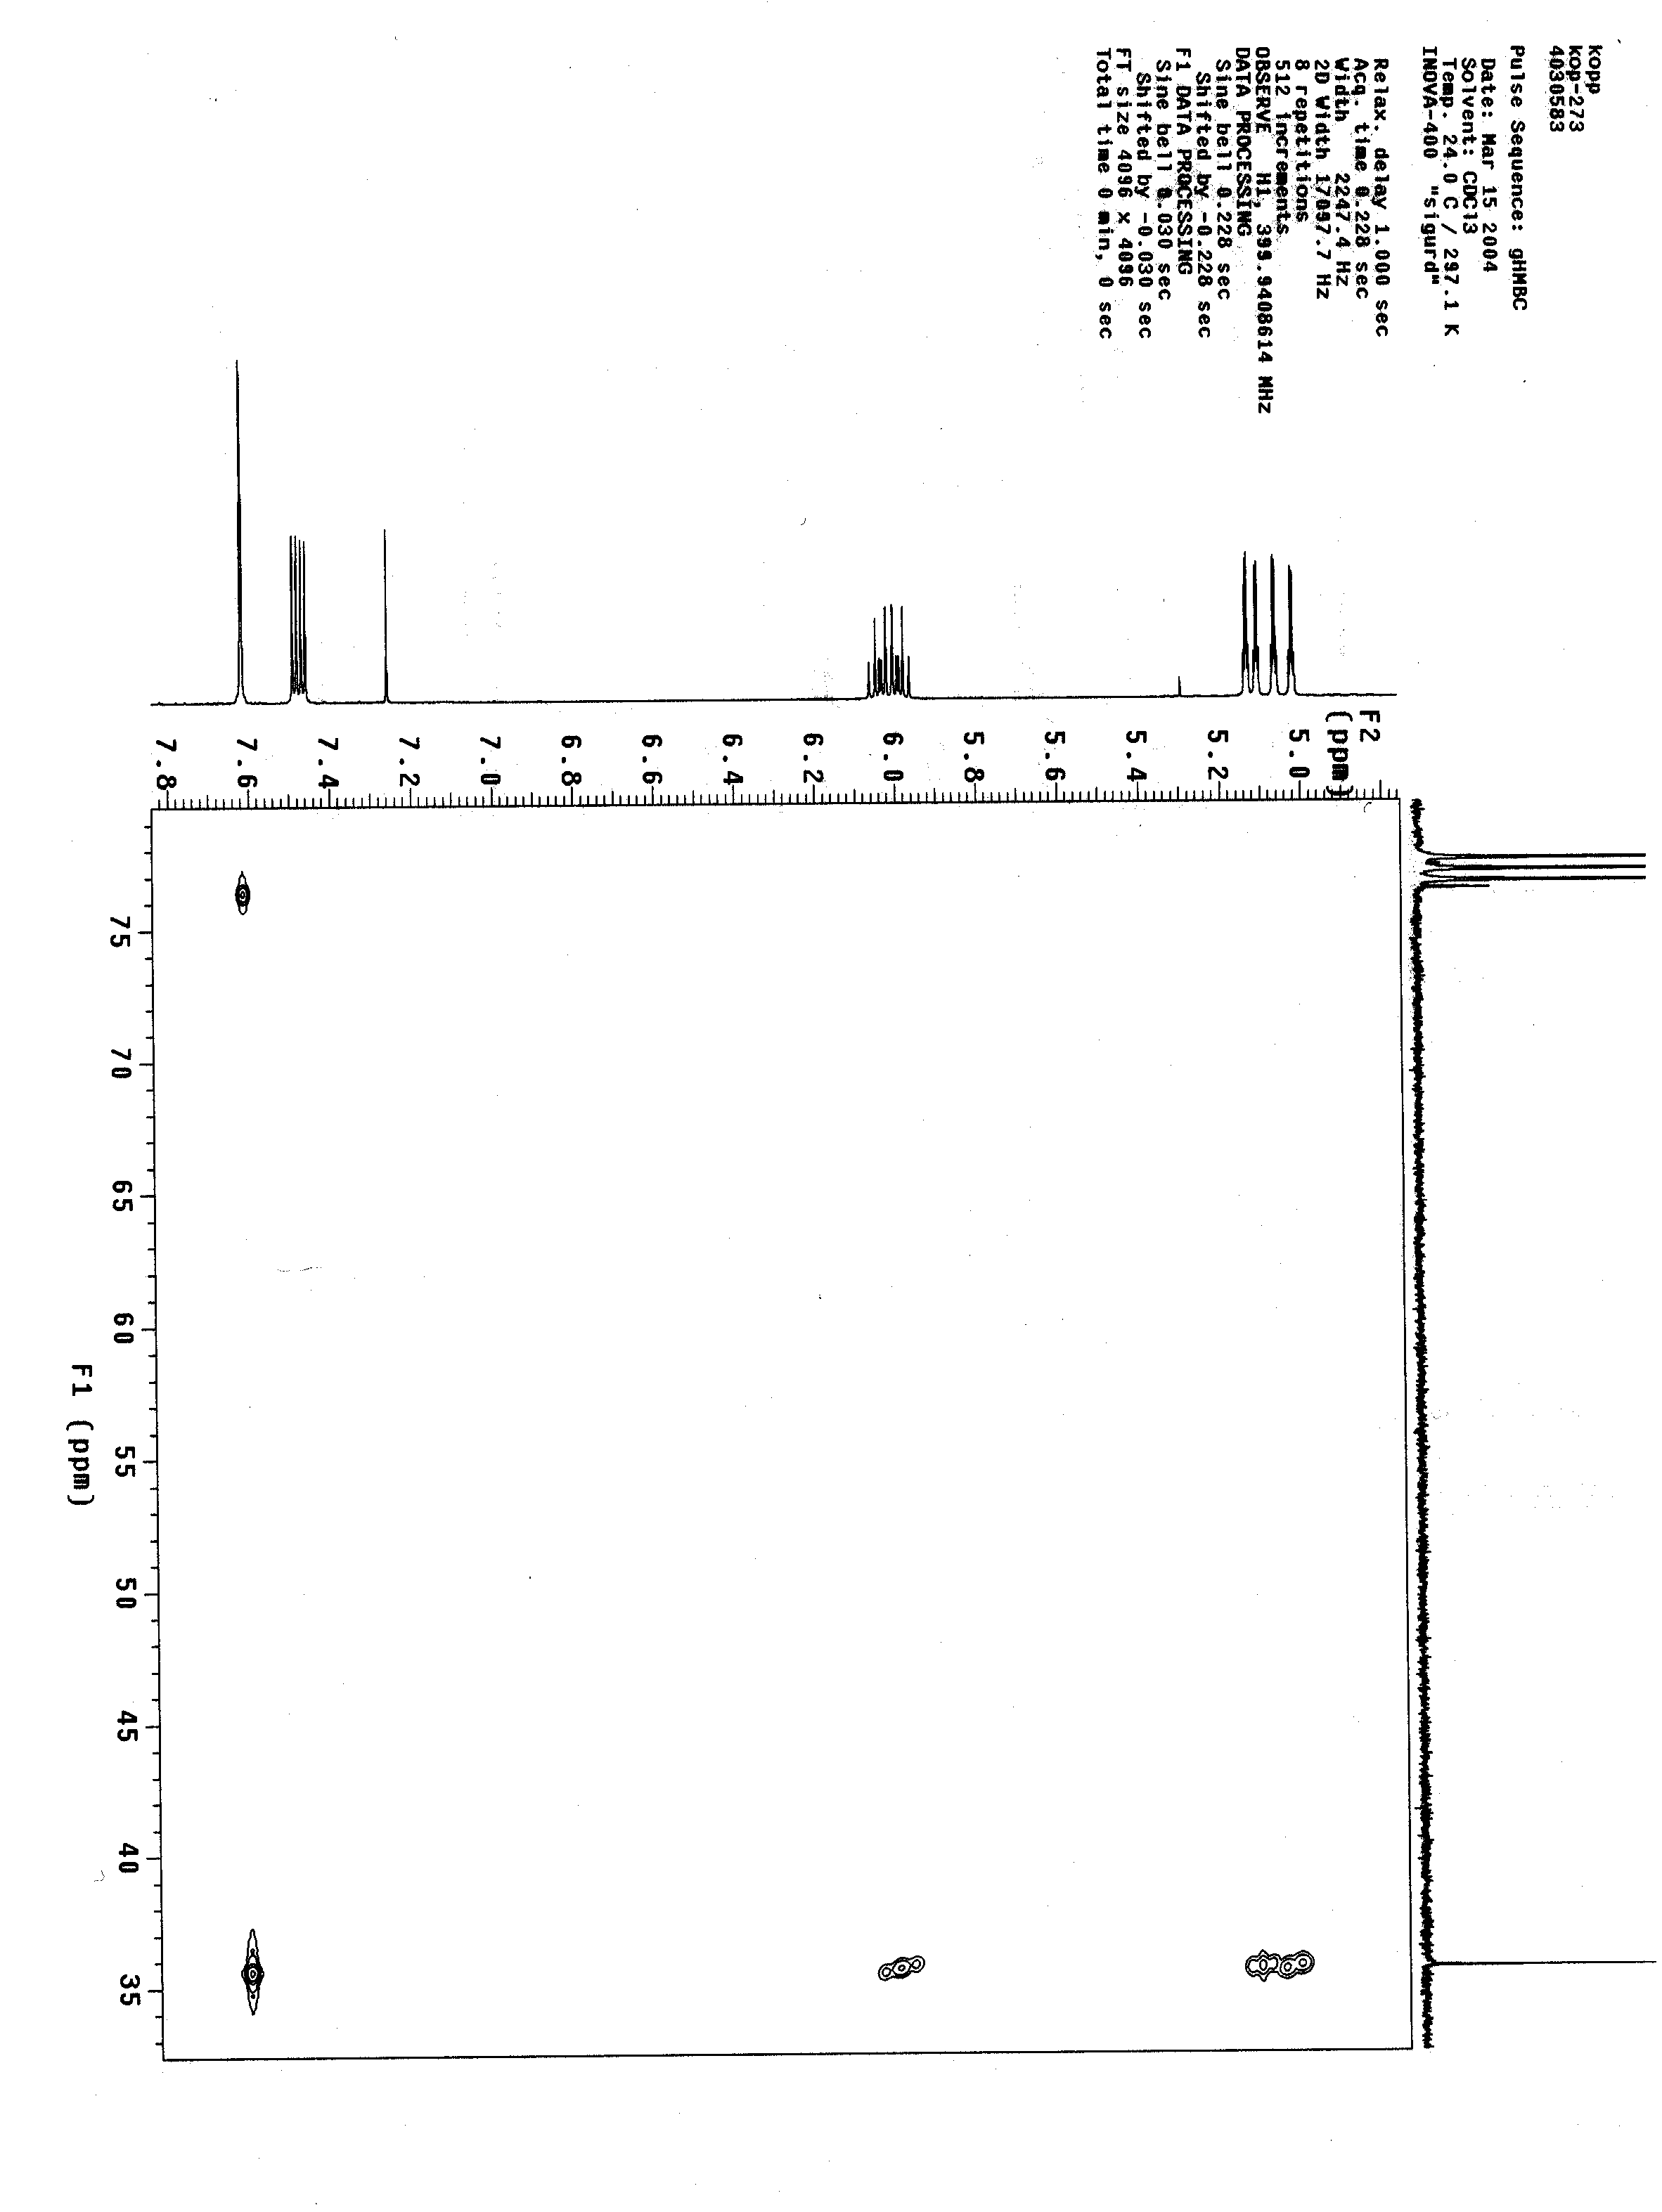 kopp
kop-273
4030583
Pulse Sequence: gHMBC
Date: Mar 15 2004
Solvent: CDCl3
Temp. 24.0 C / 297.1 K
INOVA-400 "sigurd"
Relax. delay 1.000 sec
Acq. time 0.228 sec
Width 2247.4 Hz
2D Width 17097.7 Hz
8 repetitions
512 increments
OBSERVE H1, 399.9408614 MHz
DATA PROCESSING
Sine bell 0.228 sec
Shifted by -0.228 sec
F1 DATA PROCESSING
Sine bell 0.030 sec
Shifted by -0.030 sec
FT size 4096 x 4096
Total time 0 min, 0 sec
F2
(ppm)
5.0
5.2
5.4
5.6
5.8
6.0
6.2
6.4
6.6
6.8
7.0
7.2
7.4
7.6
7.8
75 70 65 60 55 50 45 40 35
F1 (ppm)